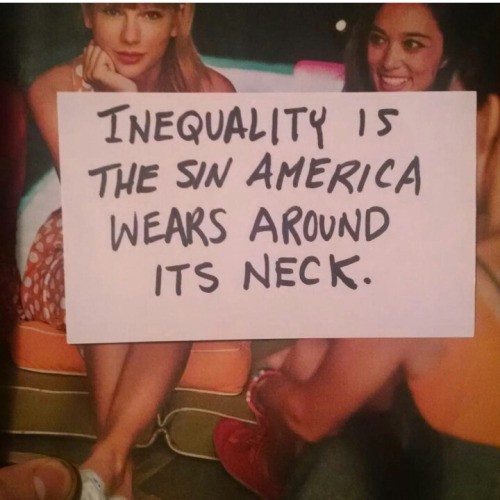 INEQUALITY IS
THE SIN AMERICA
WEARS AROUND
ITS NECK.